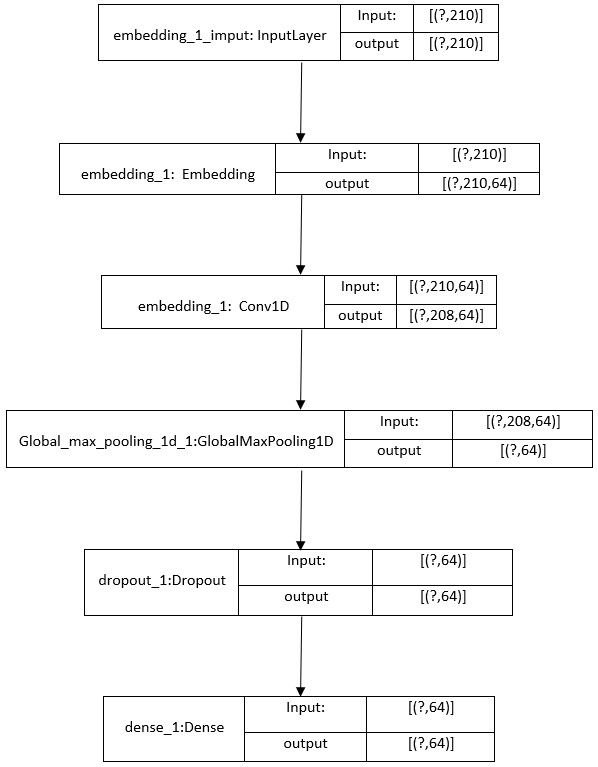 embedding_1_imput: InputLayer
Input:
[(?,210)]
output
[(?,210)]
embedding_1:  Embedding
Input:
[(?,210)]
output
[(?,210,64)]
embedding_1:  Conv1D
Input:
[(?,210,64)]
output
[(?,208,64)]
Global_max_pooling_1d_1:GlobalMaxPooling1D
Input:
[(?,208,64)]
output
[(?,64)]
dropout_1:Dropout
Input:
[(?,64)]
output
[(?,64)]
dense_1:Dense
Input:
[(?,64)]
output
[(?,64)]